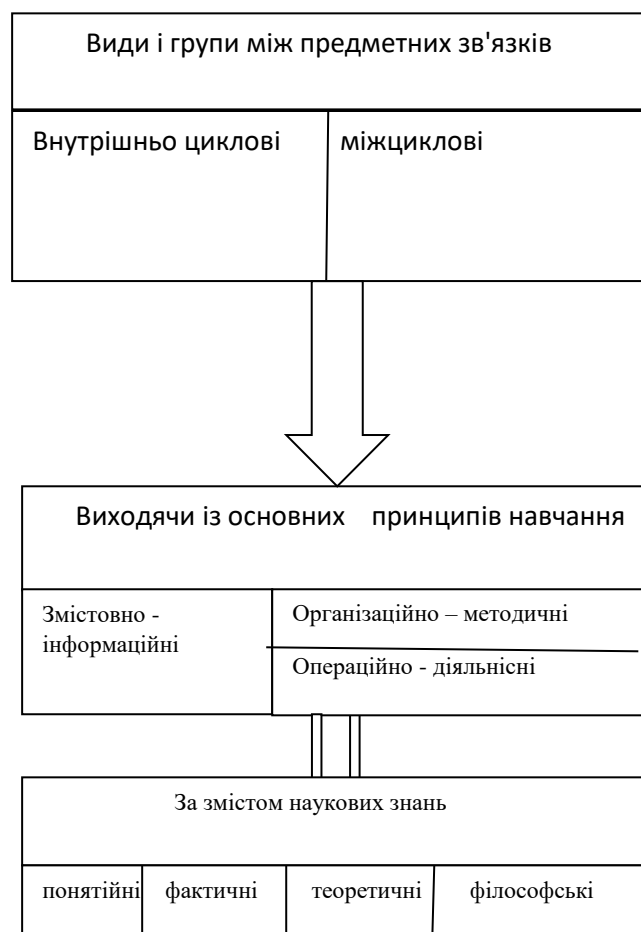 Види і групи між предметних зв'язків
Внутрішньо циклові
міжциклові
Виходячи із основних принципів навчання
Змістовно -
інформаційні
Організаційно – методичні
Операційно - діяльнісні
За змістом наукових знань
понятійні
фактичні
теоретичні
філософські